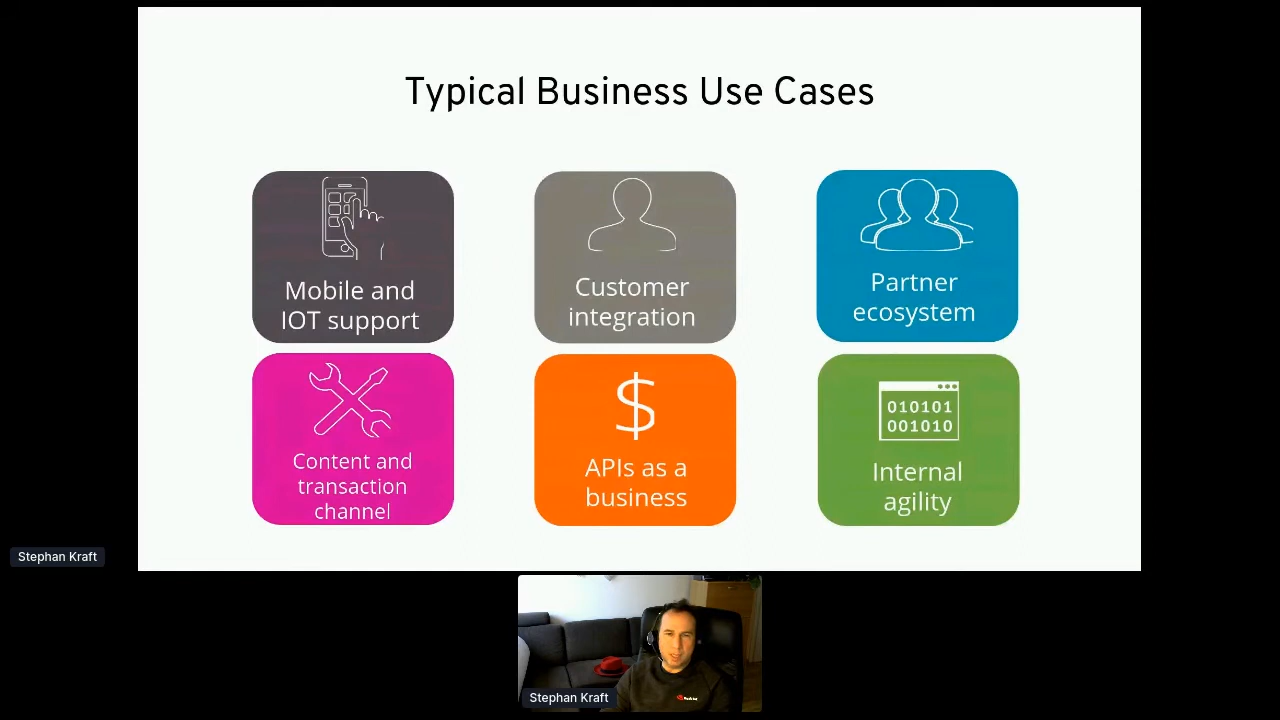 Typical Business Use Cases
Mobile and
IOT support
Customer
integration
Partner
ecosystem
Content and
transaction
channel
$
APIs as a
business
010101
001010
Internal
agility
Stephan Kraft
Stephan Kraft